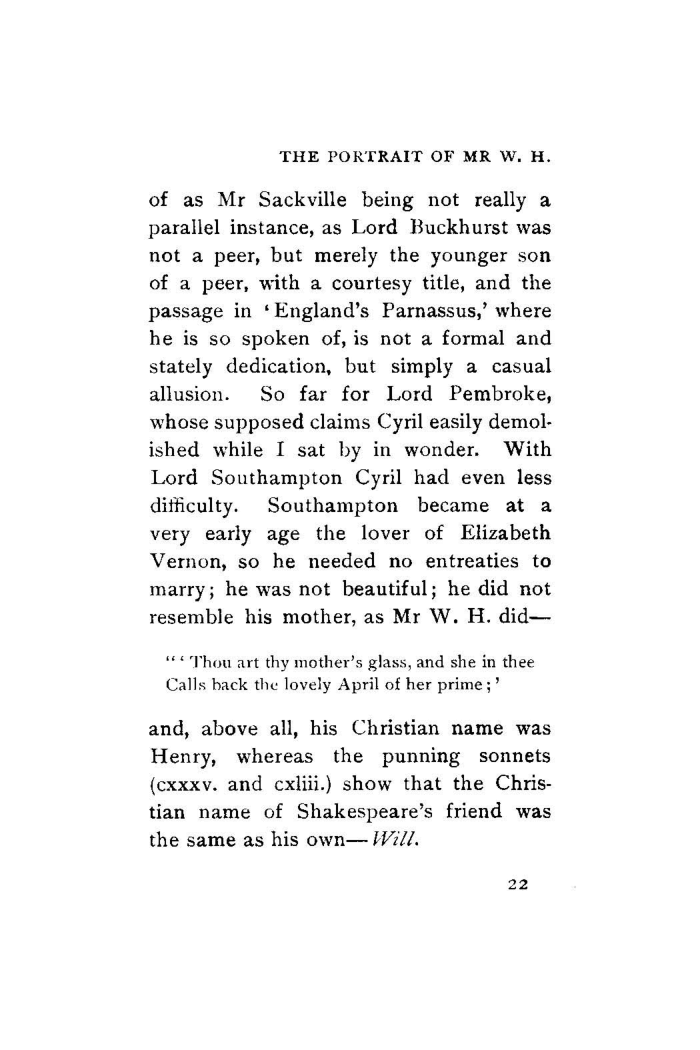 THE PORTRAIT OF MR W. H.
of as Mr Sackville being not really a
parallel instance, as Lord Buckhurst was
not a peer, but merely the younger son
of a peer, with a courtesy title, and the
passage in ‘England’s Parnassus,’ where
he is so spoken of, is not a formal and
stately dedication, but simply a casual
allusion. So far for Lord Pembroke,
whose supposed claims Cyril easily demol-
ished while I sat by in wonder. With
Lord Southampton Cyril had even less
difficulty. Southampton became at a
very early age the lover of Elizabeth
Vernon, so he needed no entreaties to
marry; he was not beautiful; he did not
resemble his mother, as Mr W. H. did—
“‘Thou art thy mother’s glass, and she in thee
Calls back the lovely April of her prime;’
and, above all, his Christian name was
Henry, whereas the punning sonnets
(cxxxv. and cxliii.) show that the Chris-
tian name of Shakespeare’s friend was
the same as his own—Will.
22